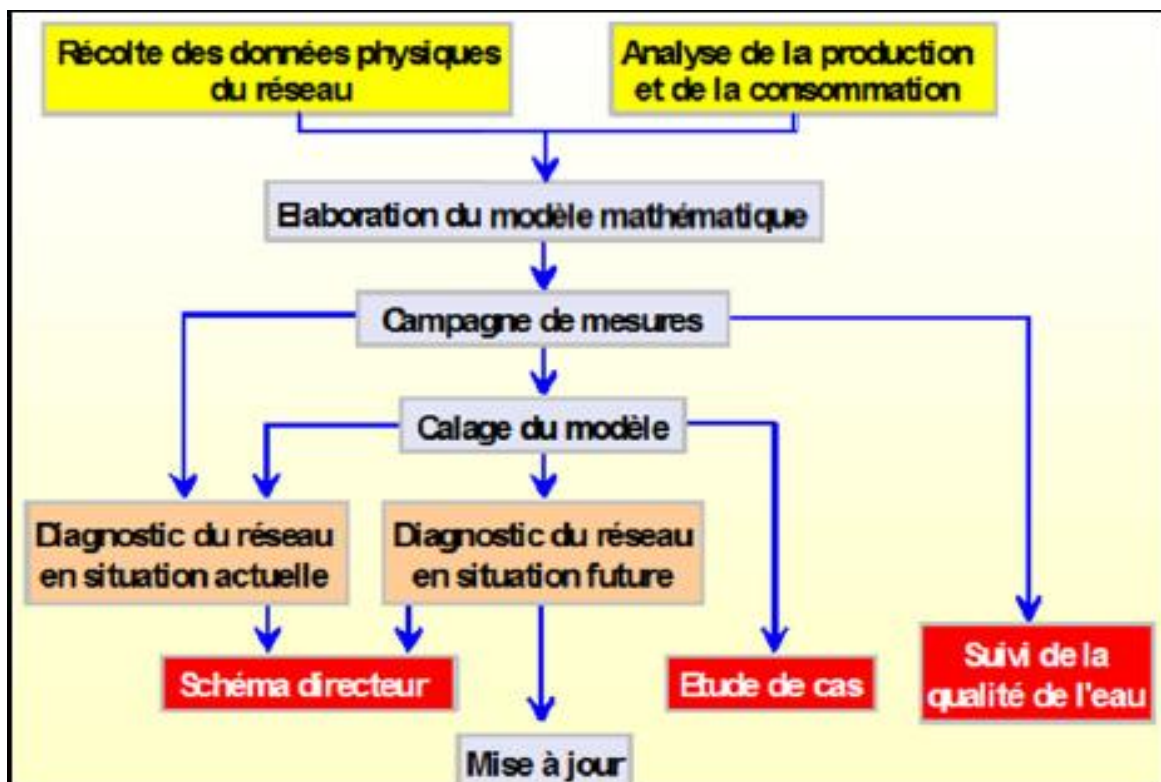 Récolte des données physiques
du réseau
Analyse de la production
et de la consommation
Elaboration du modèle mathématique
Campagne de mesures
Calage du modèle
Diagnostic du réseau
en situation actuelle
Diagnostic du réseau
en situation future
Schéma directeur
Etude de cas
Suivi de la
qualité de l'eau
Mise à jour